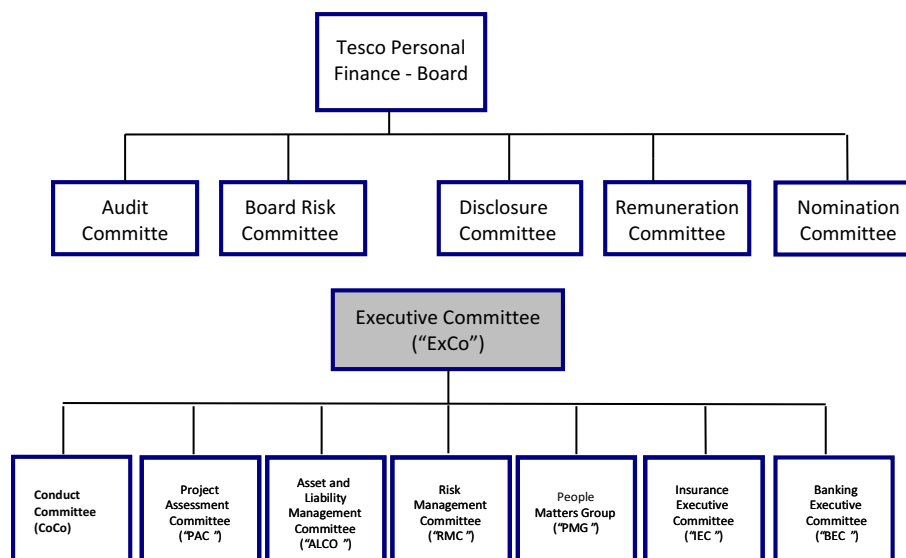 Tesco Personal
Finance - Board
Audit
Committe
Board Risk
Committee
Disclosure
Committee
Remuneration
Committee
Nomination
Committee
Executive Committee
(“ExCo”)
Conduct
Committee
(CoCo)
Project
Assessment
Committee
(“PAC ”)
Asset and
Liability
Management
Committee
(“ALCO ”)
Risk
Management
Committee
(“RMC ”)
People
Matters Group
(“PMG ”)
Insurance
Executive
Committee
(“IEC ”)
Banking
Executive
Committee
(“BEC ”)